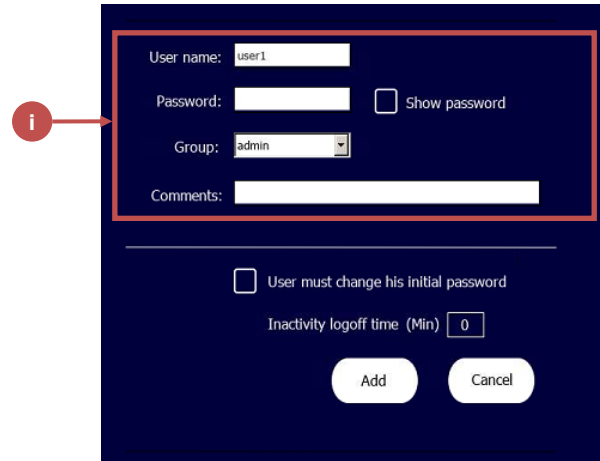 User name: user1
i
Password:
Show password
Group: admin
Comments:
User must change his initial password
Inactivity logoff time (Min) 0
Add
Cancel